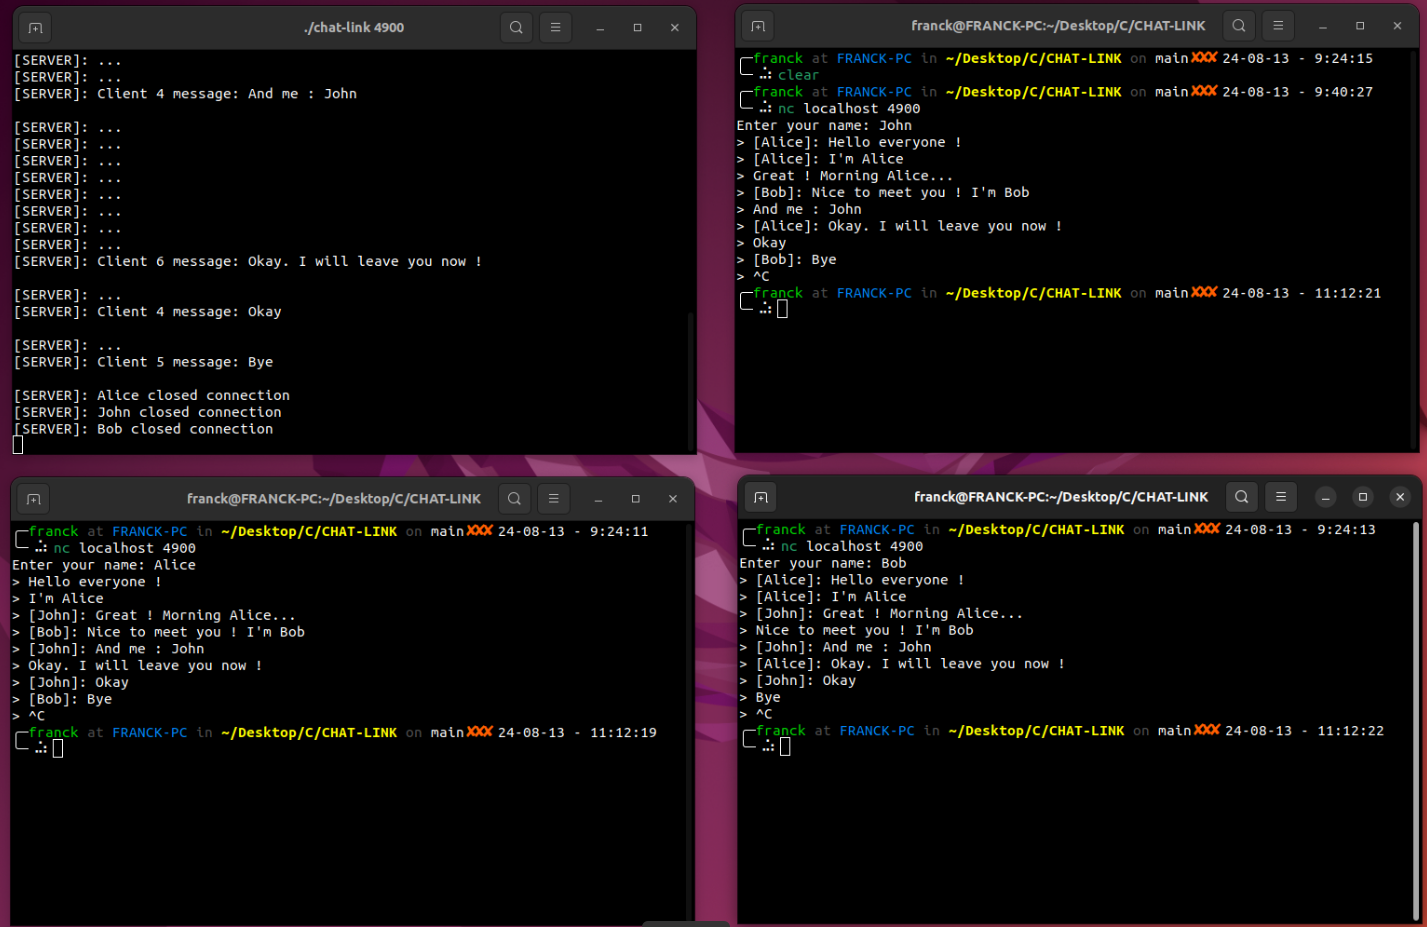 ./chat-link 4900
[SERVER]: ...
[SERVER]: ...
[SERVER]: Client 4 message: And me : John
[SERVER]: ...
[SERVER]: ...
[SERVER]: ...
[SERVER]: ...
[SERVER]: ...
[SERVER]: ...
[SERVER]: ...
[SERVER]: ...
[SERVER]: Client 6 message: Okay. I will leave you now !
[SERVER]: ...
[SERVER]: Client 4 message: Okay
[SERVER]: ...
[SERVER]: Client 5 message: Bye
[SERVER]: Alice closed connection
[SERVER]: John closed connection
[SERVER]: Bob closed connection
franck@FRANCK-PC:~/Desktop/C/CHAT-LINK
franck at FRANCK-PC in ~/Desktop/C/CHAT-LINK on main✘✘✘ 24-08-13 - 9:24:15
clear
franck at FRANCK-PC in ~/Desktop/C/CHAT-LINK on main✘✘✘ 24-08-13 - 9:40:27
nc localhost 4900
Enter your name: John
> [Alice]: Hello everyone !
> [Alice]: I'm Alice
> Great ! Morning Alice...
> [Bob]: Nice to meet you ! I'm Bob
> And me : John
> [Alice]: Okay. I will leave you now !
> Okay
> [Bob]: Bye
> ^C
franck at FRANCK-PC in ~/Desktop/C/CHAT-LINK on main✘✘✘ 24-08-13 - 11:12:21
franck@FRANCK-PC:~/Desktop/C/CHAT-LINK
franck at FRANCK-PC in ~/Desktop/C/CHAT-LINK on main✘✘✘ 24-08-13 - 9:24:11
nc localhost 4900
Enter your name: Alice
> Hello everyone !
> I'm Alice
> [John]: Great ! Morning Alice...
> [Bob]: Nice to meet you ! I'm Bob
> [John]: And me : John
> Okay. I will leave you now !
> [John]: Okay
> [Bob]: Bye
> ^C
franck at FRANCK-PC in ~/Desktop/C/CHAT-LINK on main✘✘✘ 24-08-13 - 11:12:19
franck@FRANCK-PC:~/Desktop/C/CHAT-LINK
franck at FRANCK-PC in ~/Desktop/C/CHAT-LINK on main✘✘✘ 24-08-13 - 9:24:13
nc localhost 4900
Enter your name: Bob
> [Alice]: Hello everyone !
> [Alice]: I'm Alice
> [John]: Great ! Morning Alice...
> Nice to meet you ! I'm Bob
> [John]: And me : John
> [Alice]: Okay. I will leave you now !
> [John]: Okay
> Bye
> ^C
franck at FRANCK-PC in ~/Desktop/C/CHAT-LINK on main✘✘✘ 24-08-13 - 11:12:22